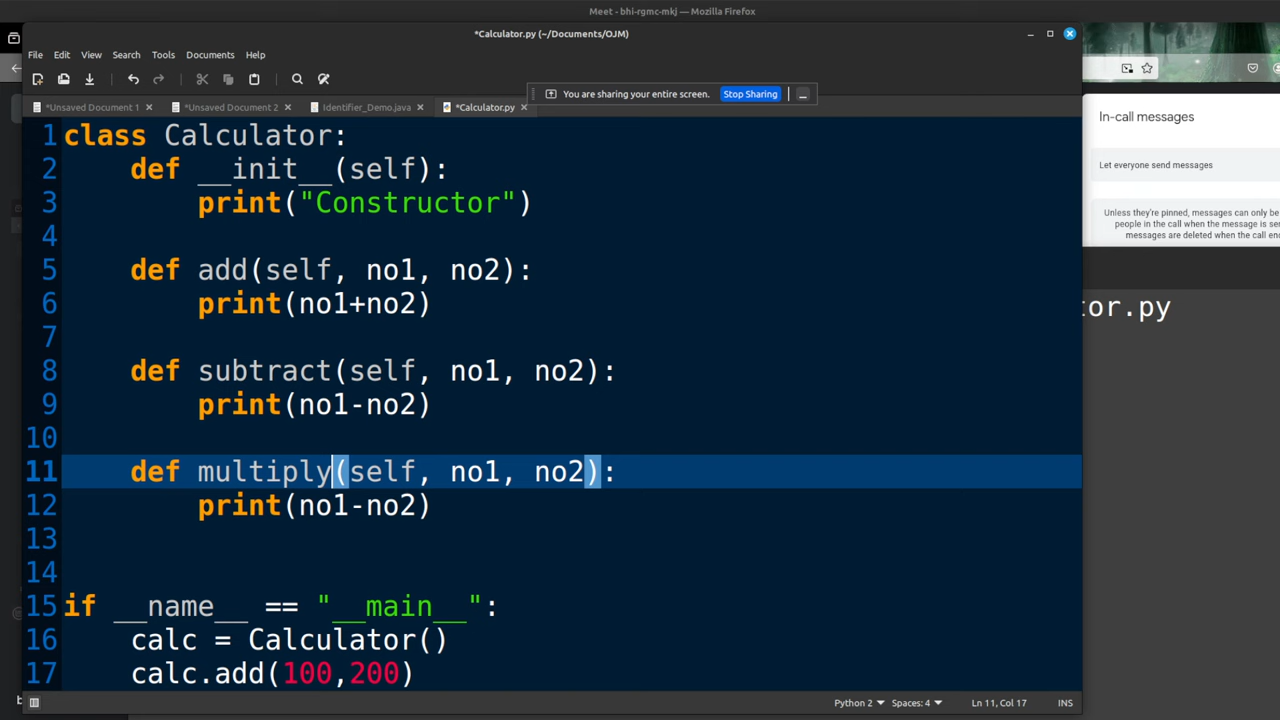 Meet - bhi-rgmc-mkj — Mozilla Firefox
*Calculator.py (~/Documents/OJM)
File Edit View Search Tools Documents Help
You are sharing your entire screen. Stop Sharing
*Unsaved Document 1 *Unsaved Document 2 Identifier_Demo.java *Calculator.py
1 class Calculator:
2     def __init__(self):
3         print("Constructor")
4
5     def add(self, no1, no2):
6         print(no1+no2)
7
8     def subtract(self, no1, no2):
9         print(no1-no2)
10
11     def multiply(self, no1, no2):
12         print(no1-no2)
13
14
15 if __name__ == "__main__":
16     calc = Calculator()
17     calc.add(100,200)
Python 2 Spaces: 4 Ln 11, Col 17 INS
In-call messages
Let everyone send messages
Unless they're pinned, messages can only be
people in the call when the message is
messages are deleted when the call
tor.py